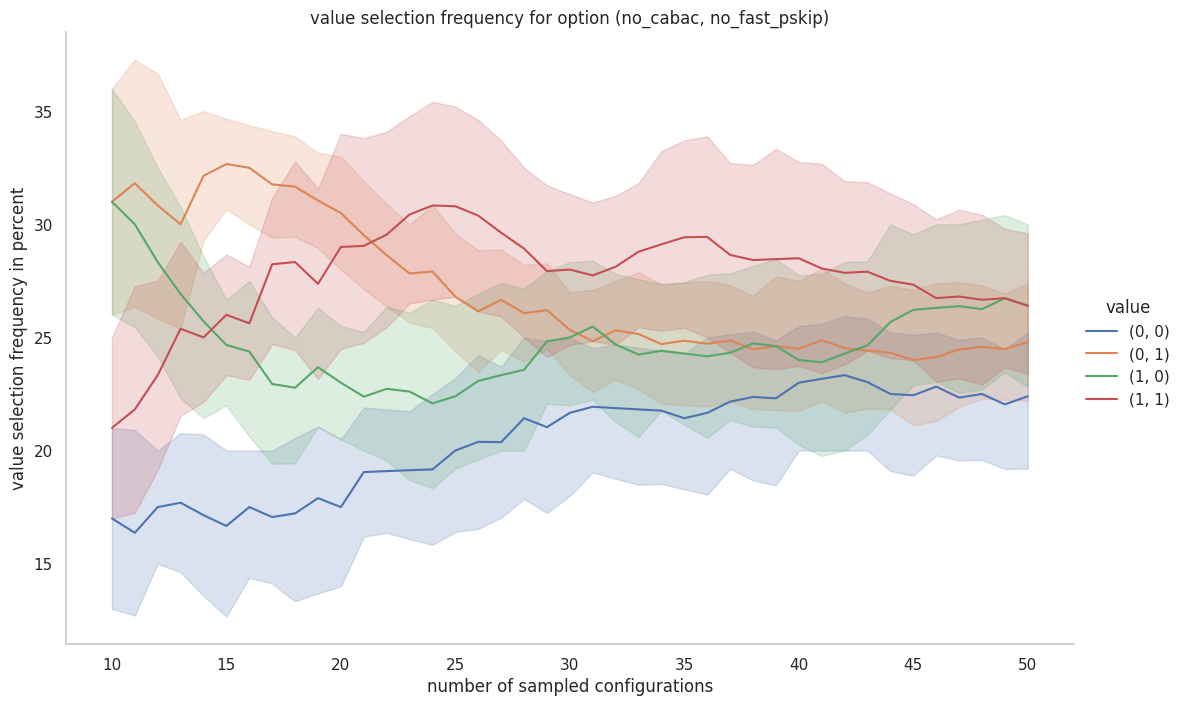 value selection frequency for option (no_cabac, no_fast_pskip)
value selection frequency in percent
35
30
25
20
15
10 15 20 25 30 35 40 45 50
number of sampled configurations
value
(0, 0)
(0, 1)
(1, 0)
(1, 1)